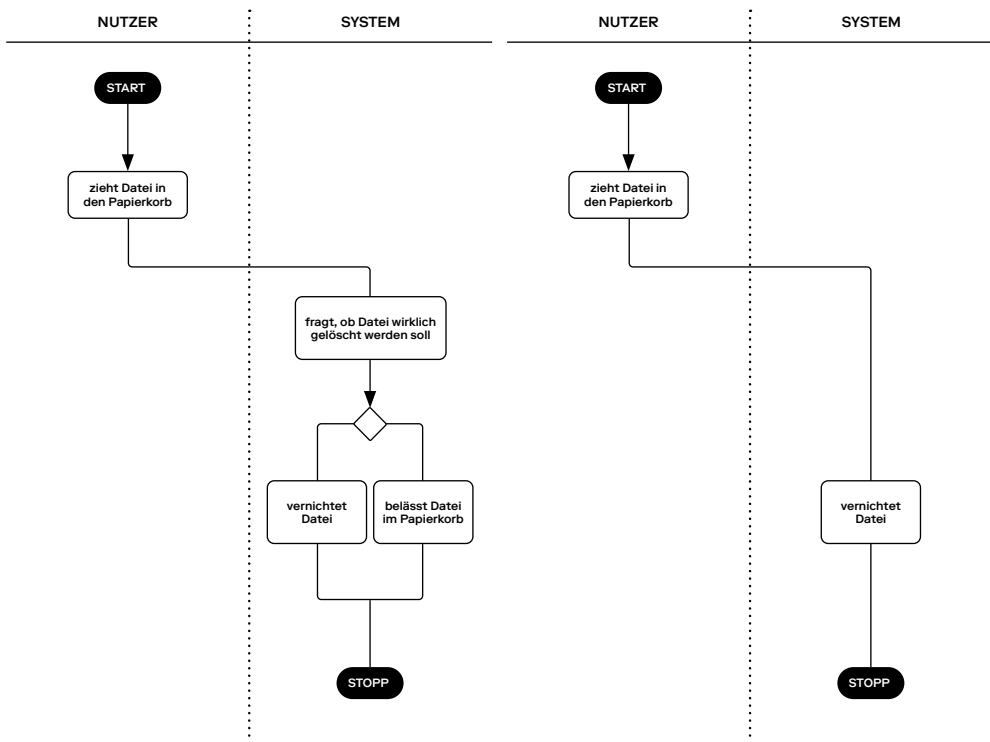 NUTZER
SYSTEM
START
zieht Datei in
den Papierkorb
fragt, ob Datei wirklich
gelöscht werden soll
vernichtet
Datei
belässt Datei
im Papierkorb
STOPP
NUTZER
SYSTEM
START
zieht Datei in
den Papierkorb
vernichtet
Datei
STOPP